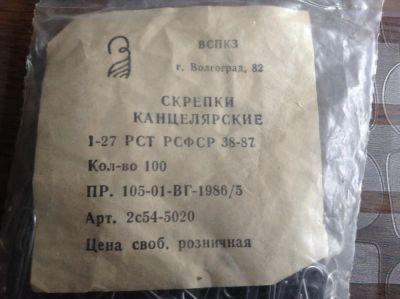 ВСПКЗ
г. Волгоград, 82
СКРЕПКИ
КАНЦЕЛЯРСКИЕ
1-27 РСТ РСФСР 38-87
Кол-во 100
ПР. 105-01-ВГ-1986/5
Арт. 2с54-5020
Цена своб. розничная